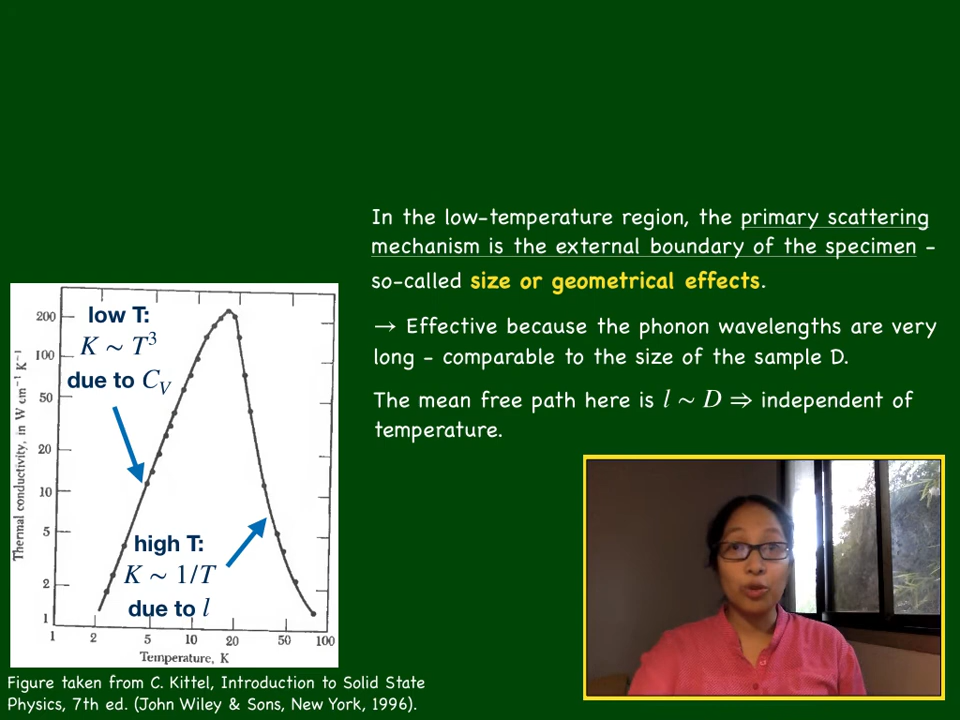 In the low-temperature region, the primary scattering
mechanism is the external boundary of the specimen -
so-called size or geometrical effects.
→ Effective because the phonon wavelengths are very
long - comparable to the size of the sample D.
The mean free path here is l ~ D ⇒ independent of
temperature.
Thermal conductivity, in W cm⁻¹ K⁻¹
200
100
50
20
10
5
2
1
low T:
K ~ T³
due to C_V
high T:
K ~ 1/T
due to l
1 2 5 10 20 50 100
Temperature, K
Figure taken from C. Kittel, Introduction to Solid State
Physics, 7th ed. (John Wiley & Sons, New York, 1996).